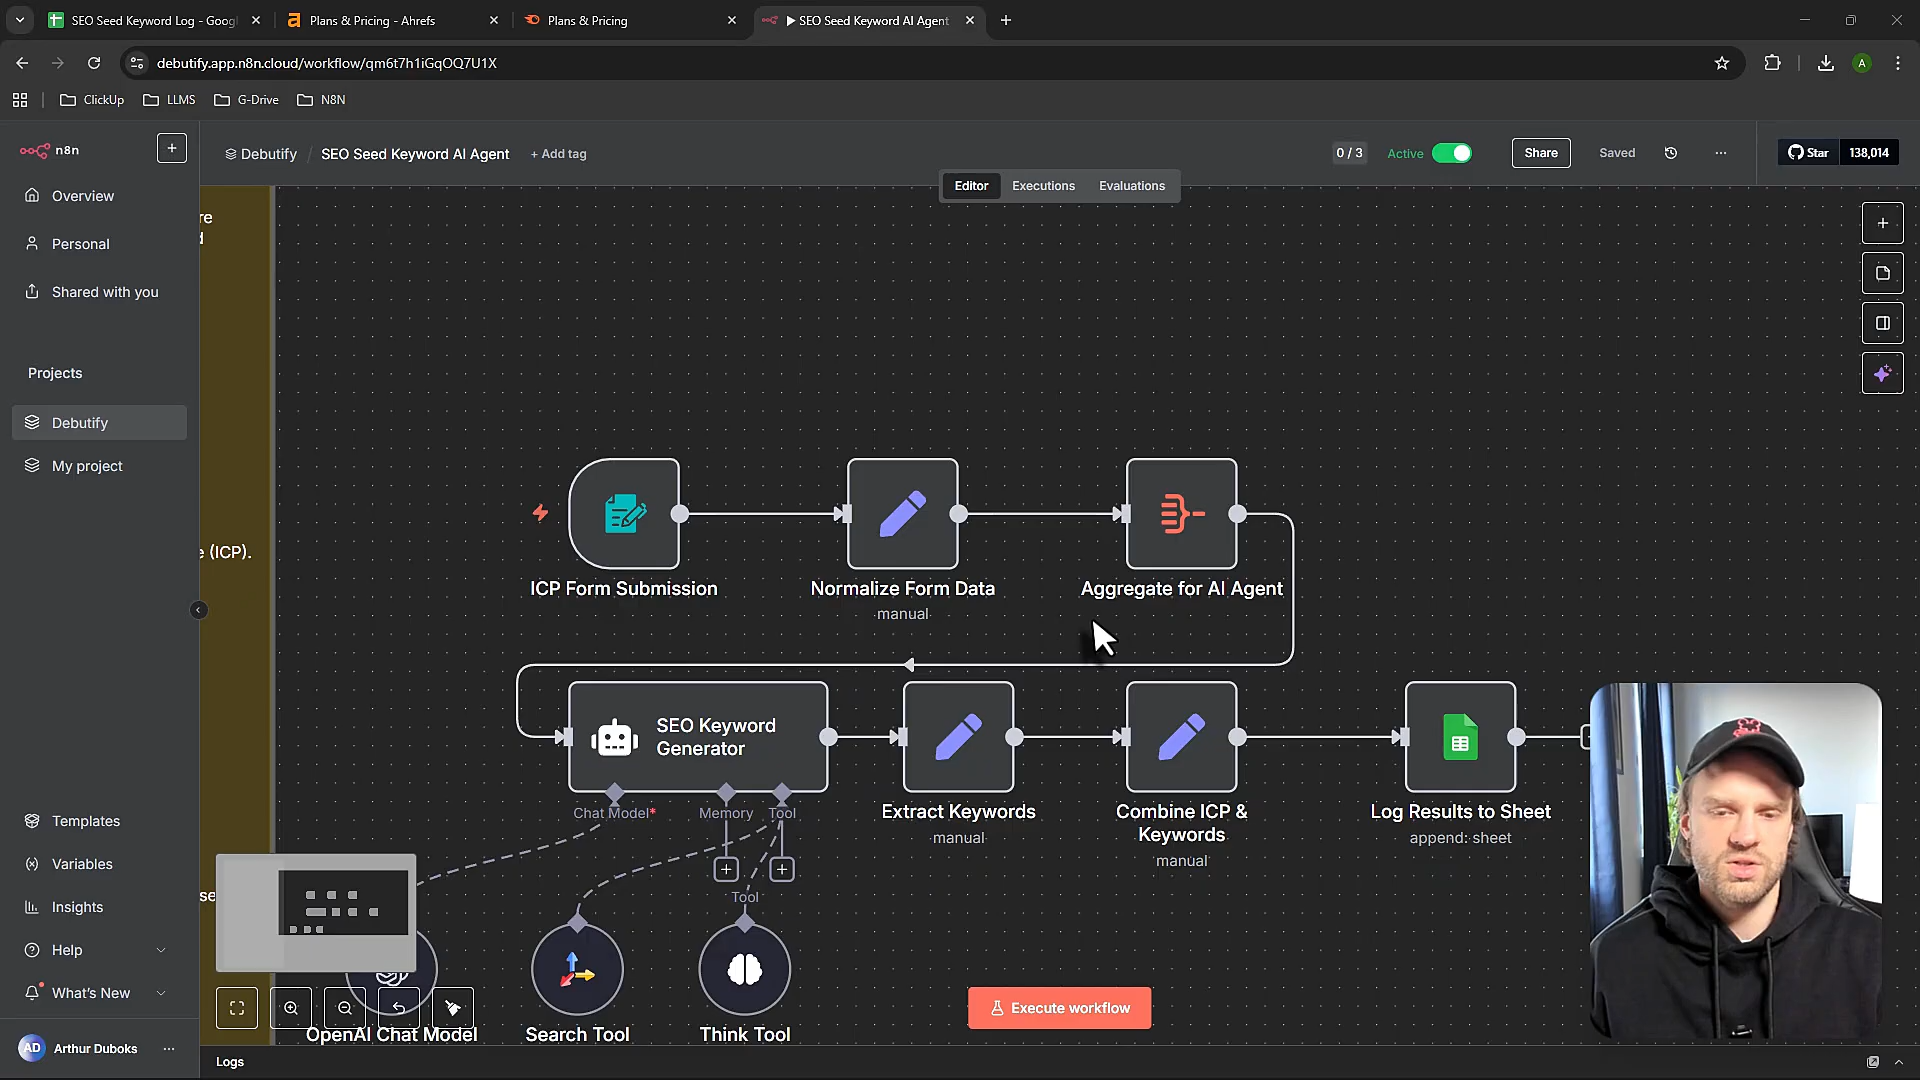 SEO Seed Keyword Log - Goog
Plans & Pricing - Ahrefs
Plans & Pricing
▶ SEO Seed Keyword AI Agent
debutify.app.n8n.cloud/workflow/qm6t7h1iGqOQ7U1X
A
ClickUp
LLMS
G-Drive
N8N
n8n
Debutify / SEO Seed Keyword AI Agent
+ Add tag
0 / 3
Active
Share
Saved
Star
138,014
Editor
Executions
Evaluations
Overview
Personal
Shared with you
Projects
Debutify
My project
Templates
Variables
Insights
Help
What's New
AD
Arthur Duboks
re
d
e (ICP).
se
ICP Form Submission
Normalize Form Data
manual
Aggregate for AI Agent
SEO Keyword
Generator
Chat Model*
Memory
Tool
Extract Keywords
manual
Combine ICP &
Keywords
manual
Log Results to Sheet
append: sheet
Tool
OpenAI Chat Model
Search Tool
Think Tool
Execute workflow
Logs